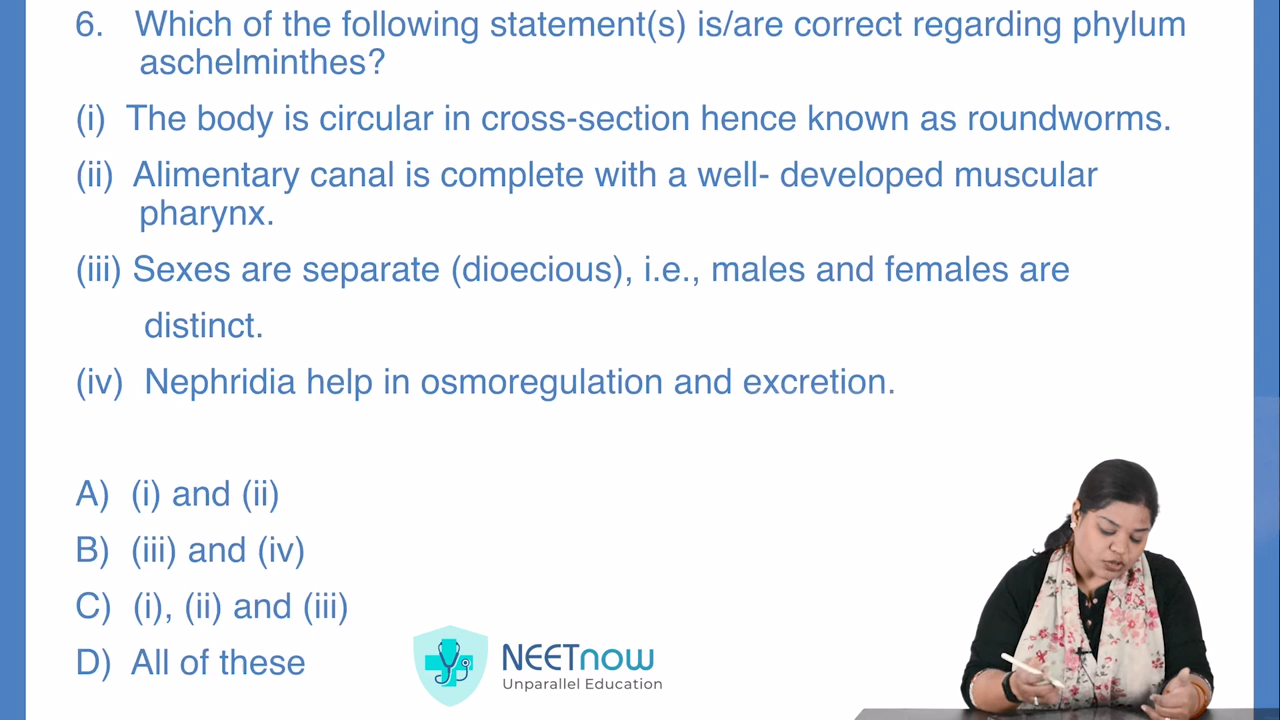 6. Which of the following statement(s) is/are correct regarding phylum
aschelminthes?
(i) The body is circular in cross-section hence known as roundworms.
(ii) Alimentary canal is complete with a well- developed muscular
pharynx.
(iii) Sexes are separate (dioecious), i.e., males and females are
distinct.
(iv) Nephridia help in osmoregulation and excretion.
A) (i) and (ii)
B) (iii) and (iv)
C) (i), (ii) and (iii)
D) All of these
NEETnow
Unparallel Education